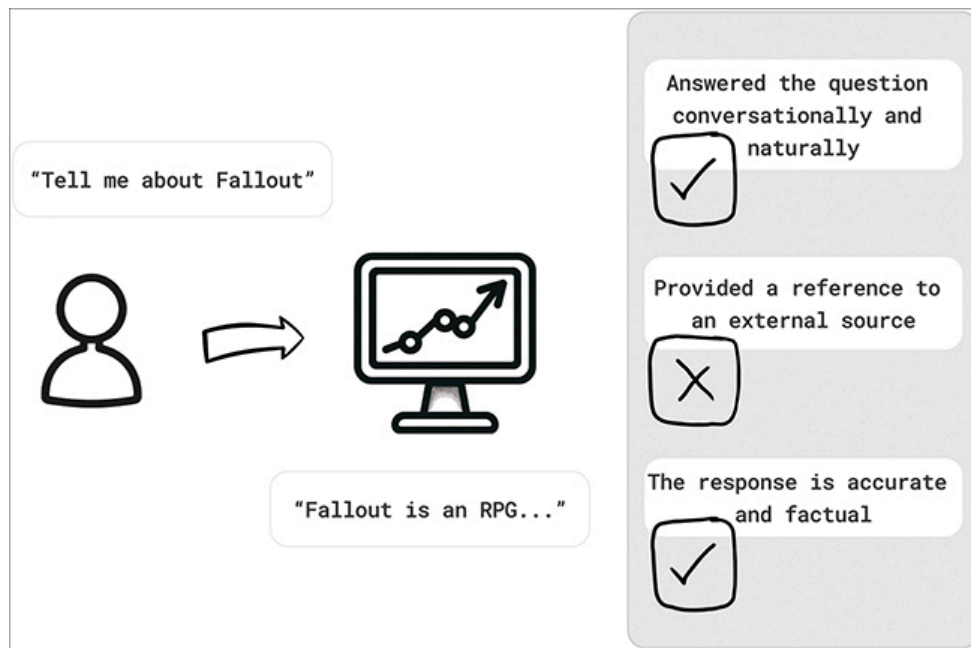 “Tell me about Fallout”
“Fallout is an RPG...”
Answered the question
conversationally and
naturally
Provided a reference to
an external source
The response is accurate
and factual